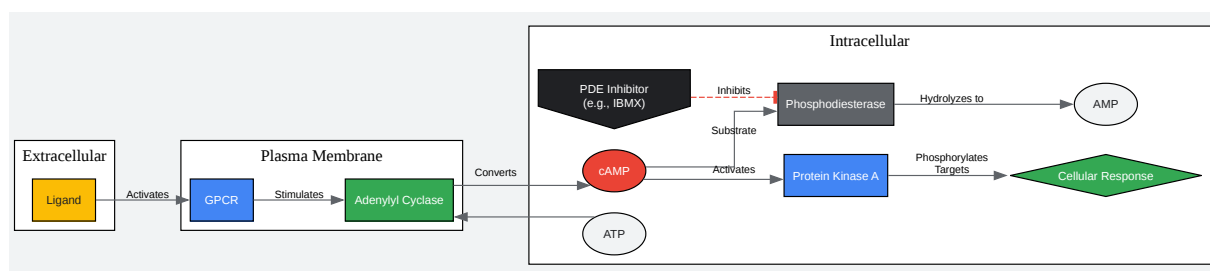 Intracellular
PDE Inhibitor
(e.g., IBMX)
Inhibits
Phosphodiesterase
Hydrolyzes to
AMP
Substrate
Extracellular
Plasma Membrane
Ligand
Activates
GPCR
Stimulates
Adenylyl Cyclase
Converts
cAMP
Activates
Protein Kinase A
Phosphorylates
Targets
Cellular Response
ATP